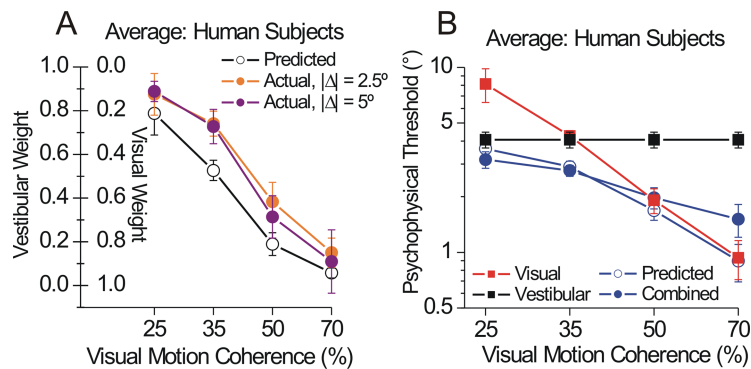 A
Average: Human Subjects
Predicted
Actual, |Δ| = 2.5º
Actual, |Δ| = 5º
Vestibular Weight
1.0
0.8
0.6
0.4
0.2
0.0
0.0
0.2
0.4
0.6
0.8
1.0
Visual Weight
25
35
50
70
Visual Motion Coherence (%)
B
Average: Human Subjects
Psychophysical Threshold (°)
10
5
1
0.5
Visual
Vestibular
Predicted
Combined
25
35
50
70
Visual Motion Coherence (%)